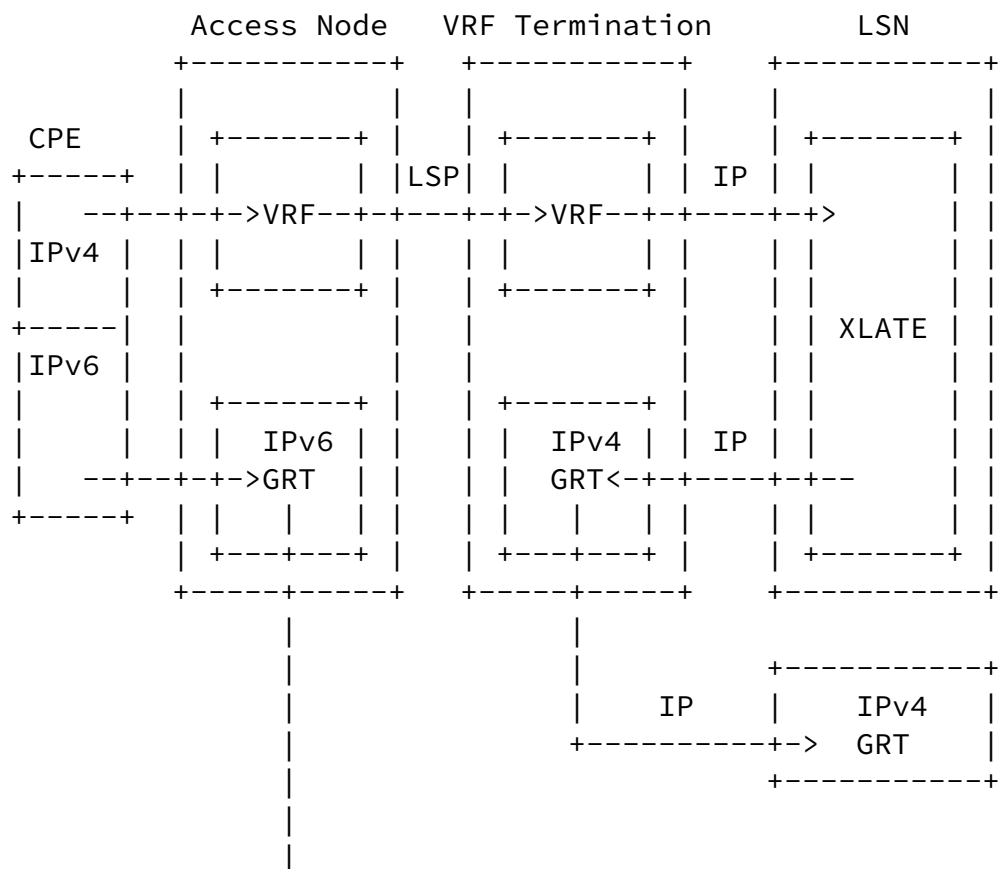 Access Node VRF Termination LSN
CPE
LSP IP
VRF VRF
IPv4
XLATE
IPv6
IPv6 IPv4 IP
GRT GRT
IP IPv4
GRT